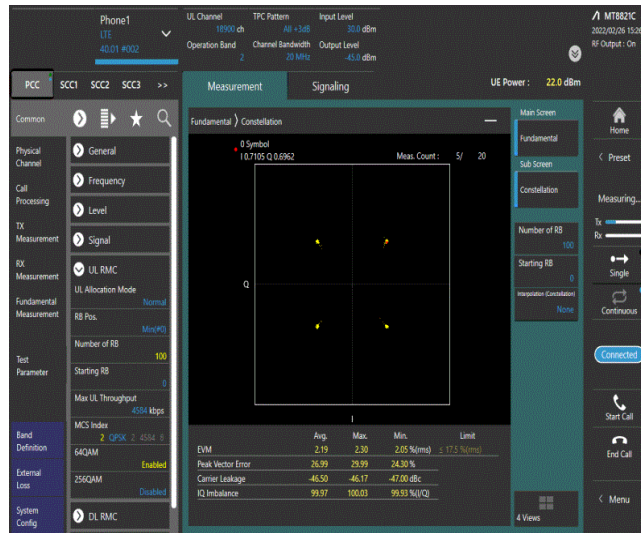 Phone1
LTE
40.01 #002
UL Channel
18900 ch
TPC Pattern
All +3dB
Input Level
30.0 dBm
Operation Band
2
Channel Bandwidth
20 MHz
Output Level
-45.0 dBm
MT8821C
2022/02/26 15:26
RF Output : On
PCC SCC1 SCC2 SCC3 >>
Measurement
Signaling
UE Power : 22.0 dBm
Common
Physical
Channel
Call
Processing
TX
Measurement
RX
Measurement
Fundamental
Measurement
Test
Parameter
Band
Definition
External
Loss
System
Config
General
Frequency
Level
Signal
UL RMC
UL Allocation Mode
Normal
RB Pos.
Min(#0)
Number of RB
100
Starting RB
0
Max UL Throughput
4584 kbps
MCS Index
2 QPSK 2 4584 6
64QAM
Enabled
256QAM
Disabled
DL RMC
Fundamental 〉 Constellation
0 Symbol
I 0.7105 Q 0.6962
Meas. Count : 5/ 20
Q
I
Avg. Max. Min. Limit
EVM 2.19 2.30 2.05 %(rms) ≤ 17.5 %(rms)
Peak Vector Error 26.99 29.99 24.30 %
Carrier Leakage -46.50 -46.17 -47.00 dBc
IQ Imbalance 99.97 100.03 99.93 %(I/Q)
Main Screen
Fundamental
Sub Screen
Constellation
Number of RB
100
Starting RB
0
Interpolation (Constellation)
None
4 Views
Home
< Preset
Measuring...
Tx
Rx
Single
Continuous
Connected
Start Call
End Call
< Menu